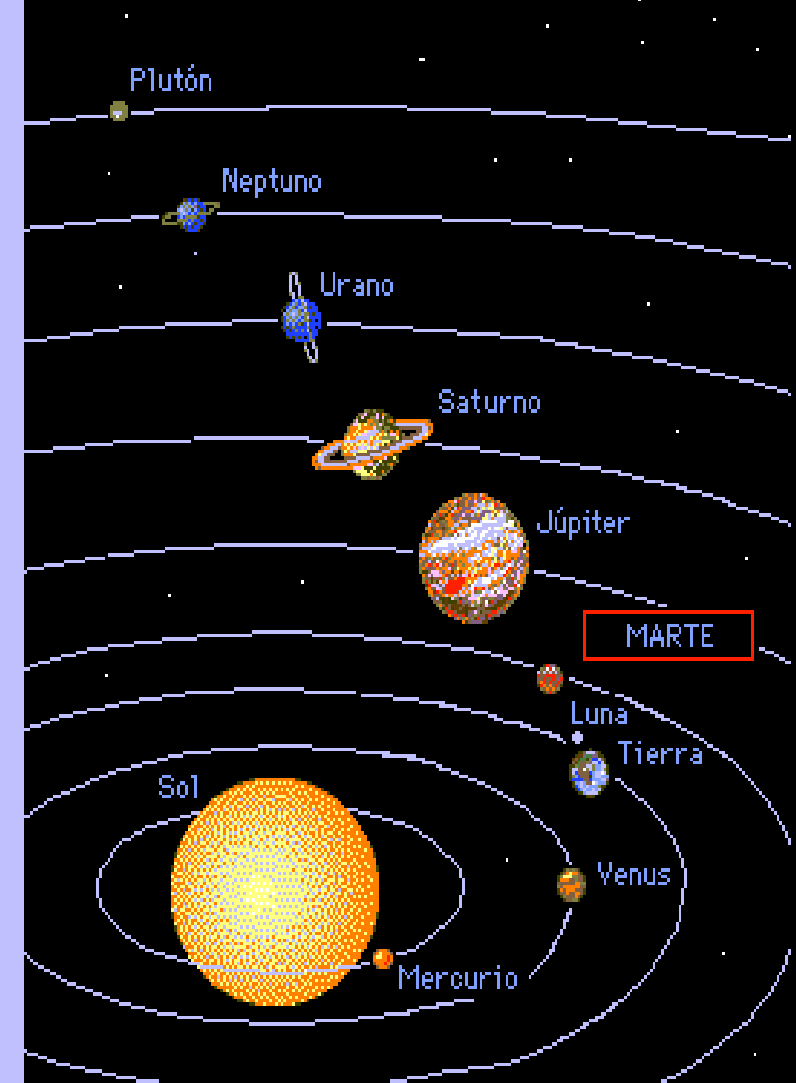 Plutón
Neptuno
Urano
Saturno
Júpiter
MARTE
Luna
Tierra
Sol
Venus
Mercurio